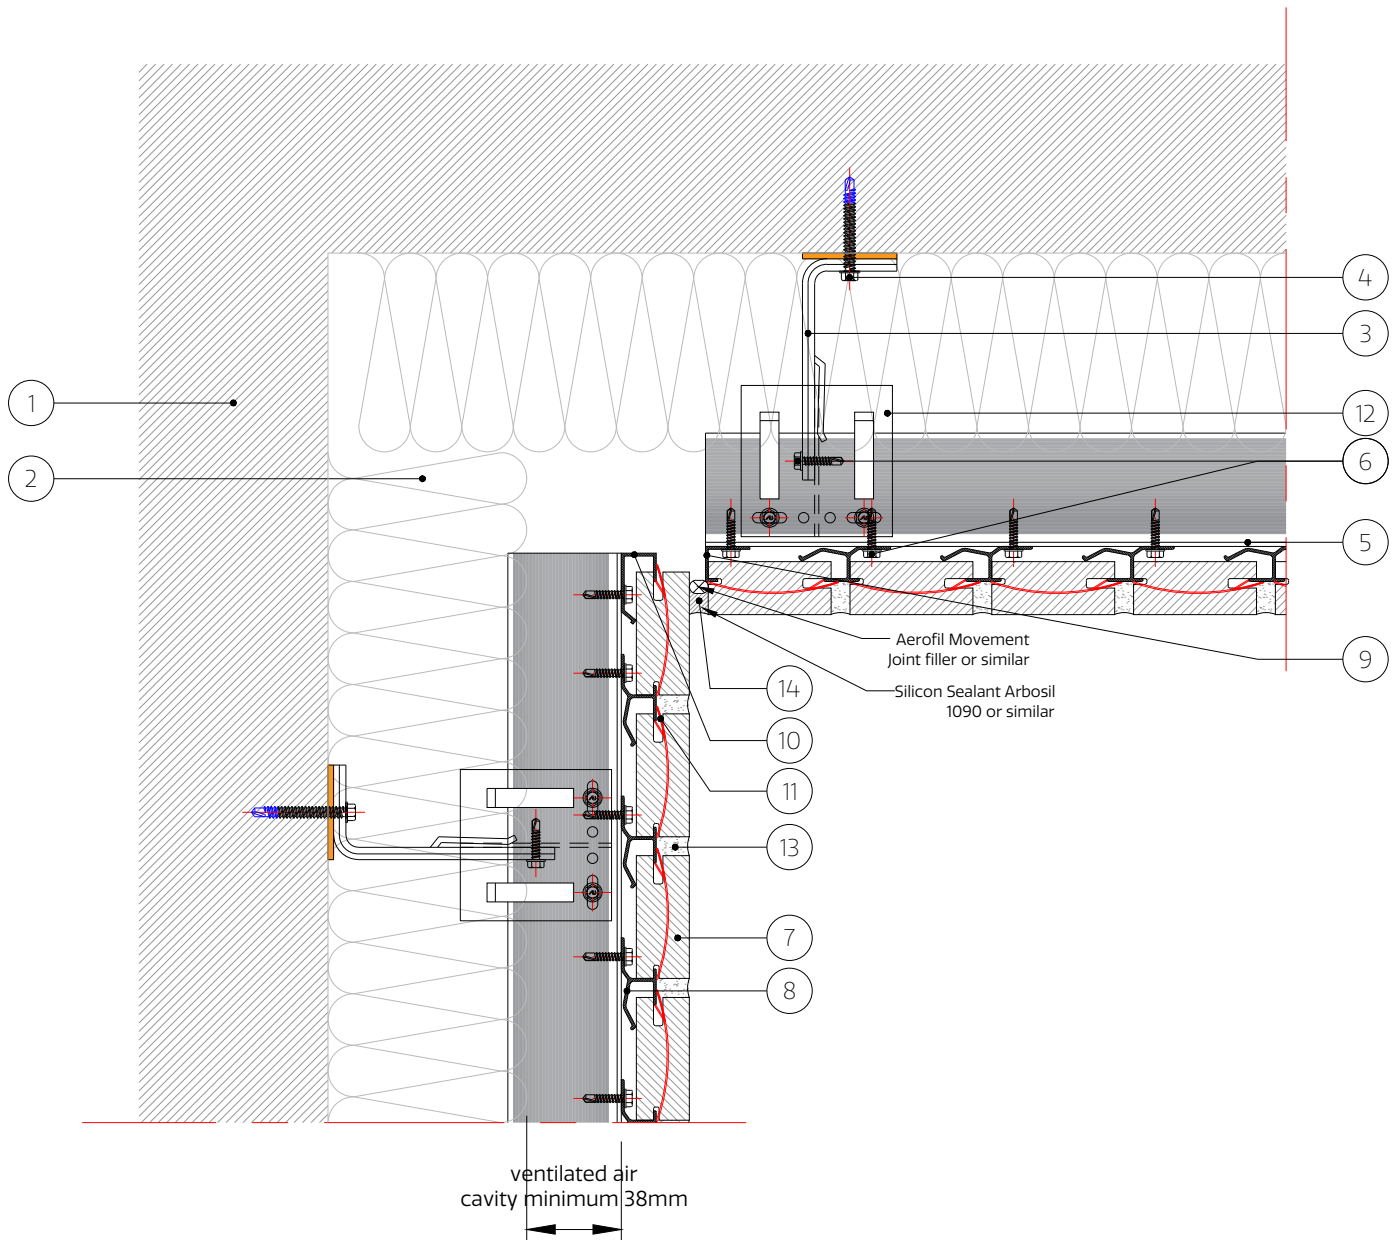 4
3
1
12
6
2
5
Aerofil Movement
Joint filler or similar
9
14
Silicon Sealant Arbosil
1090 or similar
10
11
13
7
8
ventilated air
cavity minimum 38mm